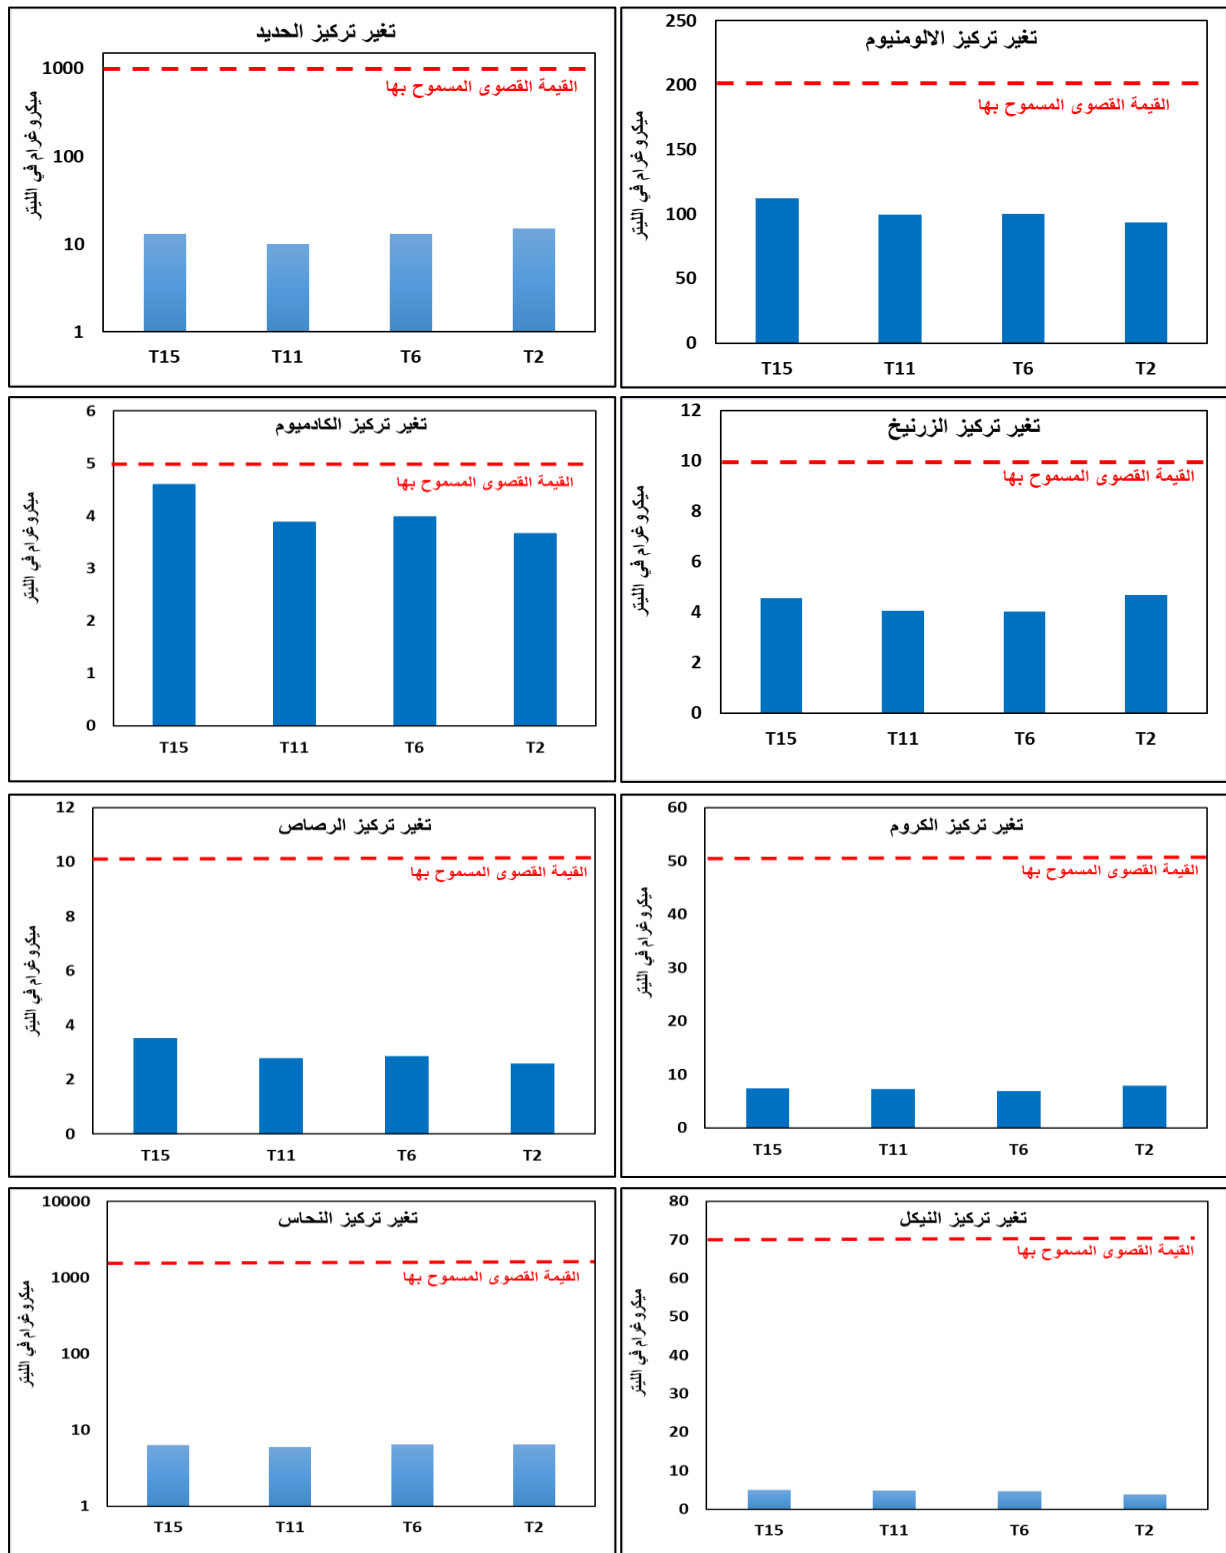 تغير تركيز الحديد
1000
100
10
1
ميكروغرام في الليتر
القيمة القصوى المسموح بها
T15 T11 T6 T2
تغير تركيز الالومنيوم
250
200
150
100
50
0
ميكروغرام في الليتر
القيمة القصوى المسموح بها
T15 T11 T6 T2
تغير تركيز الكادميوم
6
5
4
3
2
1
0
ميكروغرام في الليتر
القيمة القصوى المسموح بها
T15 T11 T6 T2
تغير تركيز الزرنيخ
12
10
8
6
4
2
0
ميكروغرام في الليتر
القيمة القصوى المسموح بها
T15 T11 T6 T2
تغير تركيز الرصاص
12
10
8
6
4
2
0
ميكروغرام في الليتر
القيمة القصوى المسموح بها
T15 T11 T6 T2
تغير تركيز الكروم
60
50
40
30
20
10
0
ميكروغرام في الليتر
القيمة القصوى المسموح بها
T15 T11 T6 T2
تغير تركيز النحاس
10000
1000
100
10
1
ميكروغرام في الليتر
القيمة القصوى المسموح بها
T15 T11 T6 T2
تغير تركيز النيكل
80
70
60
50
40
30
20
10
0
ميكروغرام في الليتر
القيمة القصوى المسموح بها
T15 T11 T6 T2